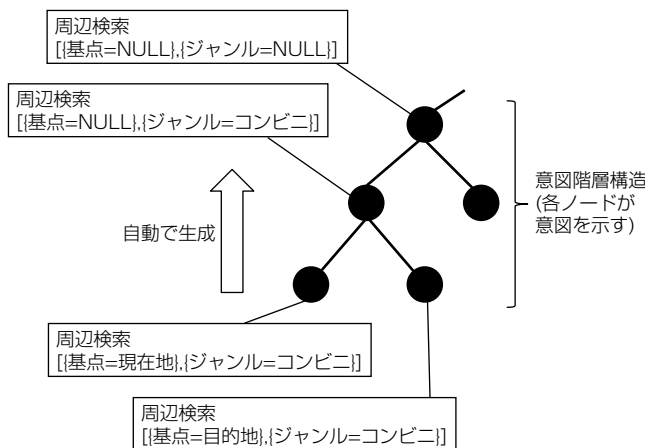 周辺検索
[{基点=NULL},{ジャンル=NULL}]
周辺検索
[{基点=NULL},{ジャンル=コンビニ}]
意図階層構造
(各ノードが
意図を示す)
自動で生成
周辺検索
[{基点=現在地},{ジャンル=コンビニ}]
周辺検索
[{基点=目的地},{ジャンル=コンビニ}]